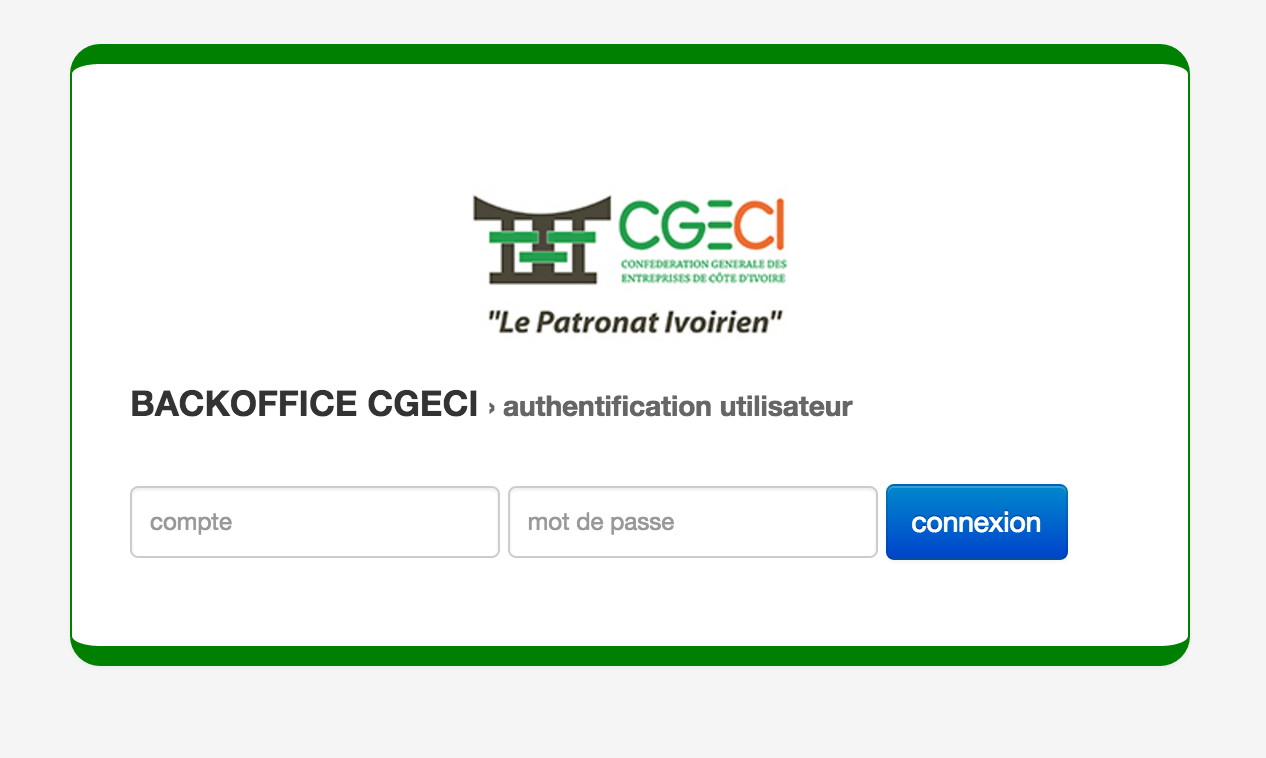 CGECI
CONFEDERATION GENERALE DES
ENTREPRISES DE CÔTE D'IVOIRE
"Le Patronat Ivoirien"
BACKOFFICE CGECI › authentification utilisateur
compte mot de passe connexion